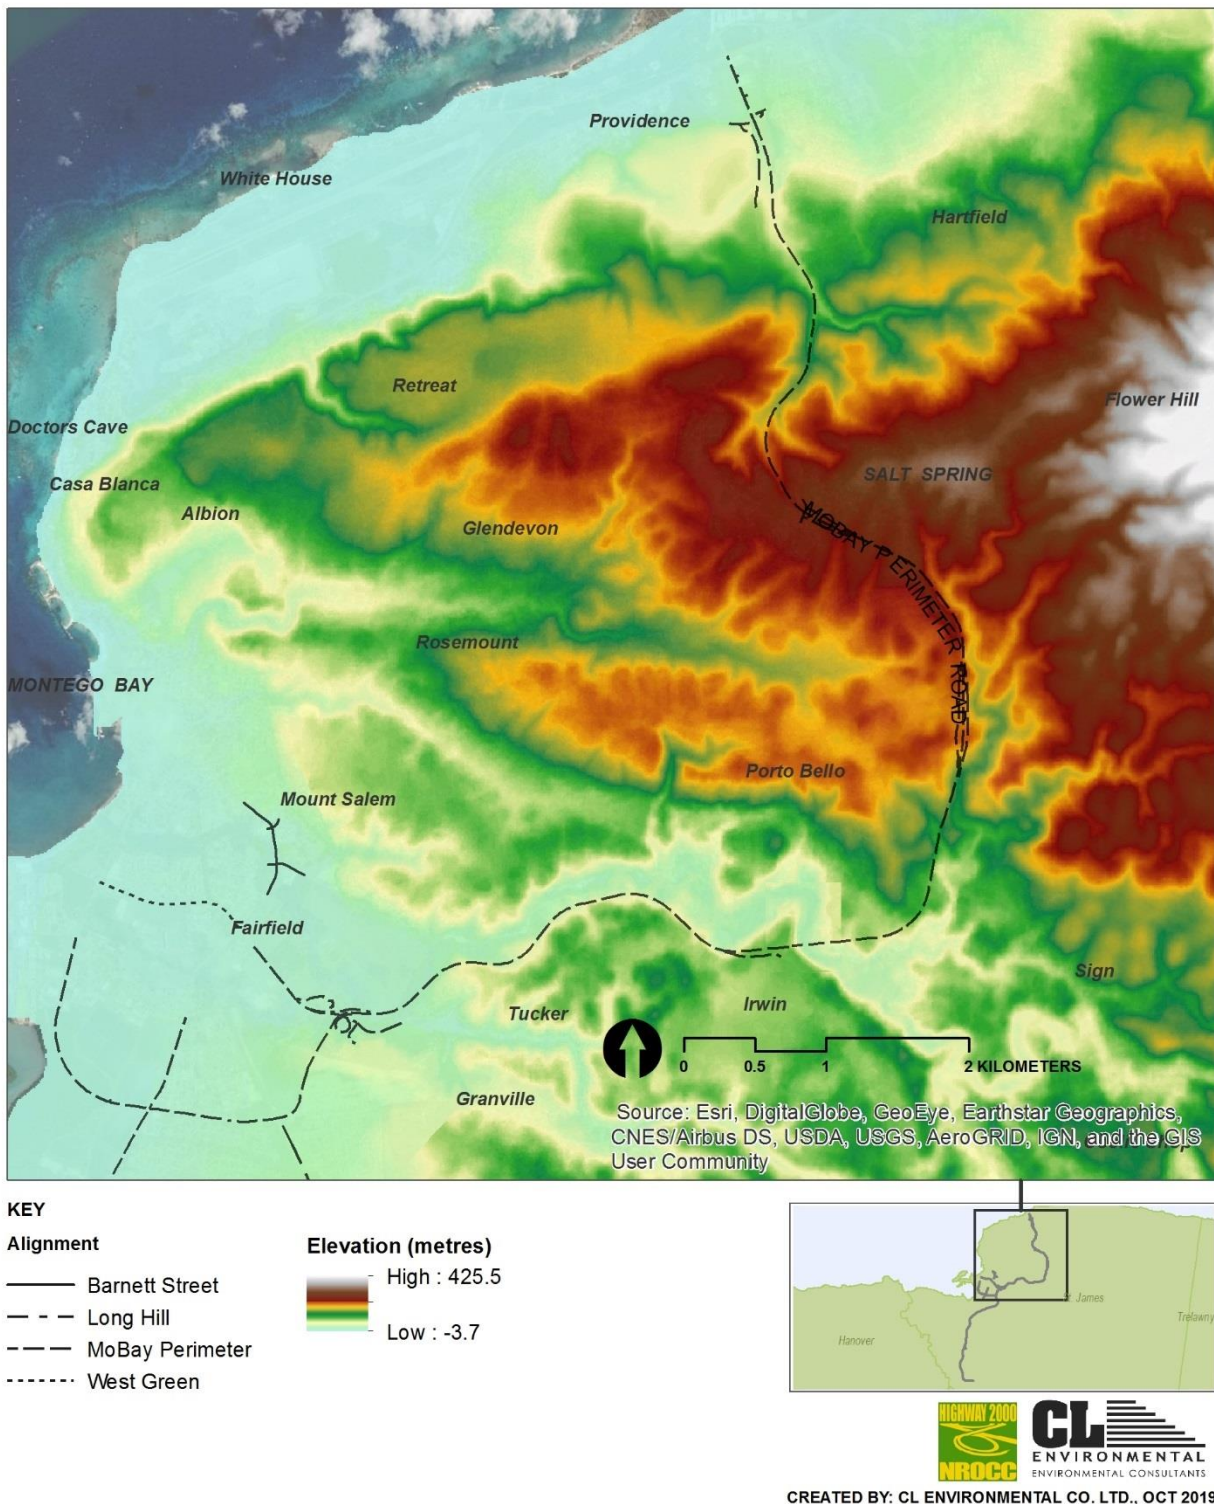 Providence
White House
Hartfield
Retreat
Flower Hill
Doctors Cave
SALT SPRING
Casa Blanca
Albion
Glendevon
MOBAY PERIMETER ROAD
Rosemount
MONTEGO BAY
Porto Bello
Mount Salem
Fairfield
Sign
Irwin
Tucker
0 0.5 1 2 KILOMETERS
Granville
Source: Esri, DigitalGlobe, GeoEye, Earthstar Geographics,
CNES/Airbus DS, USDA, USGS, AeroGRID, IGN, and the GIS
User Community
KEY
Alignment
Barnett Street
Long Hill
MoBay Perimeter
West Green
Elevation (metres)
High : 425.5
Low : -3.7
St. James
Trelawny
Hanover
HIGHWAY 2000
NROCC
CL
ENVIRONMENTAL
ENVIRONMENTAL CONSULTANTS
CREATED BY: CL ENVIRONMENTAL CO. LTD., OCT 2019